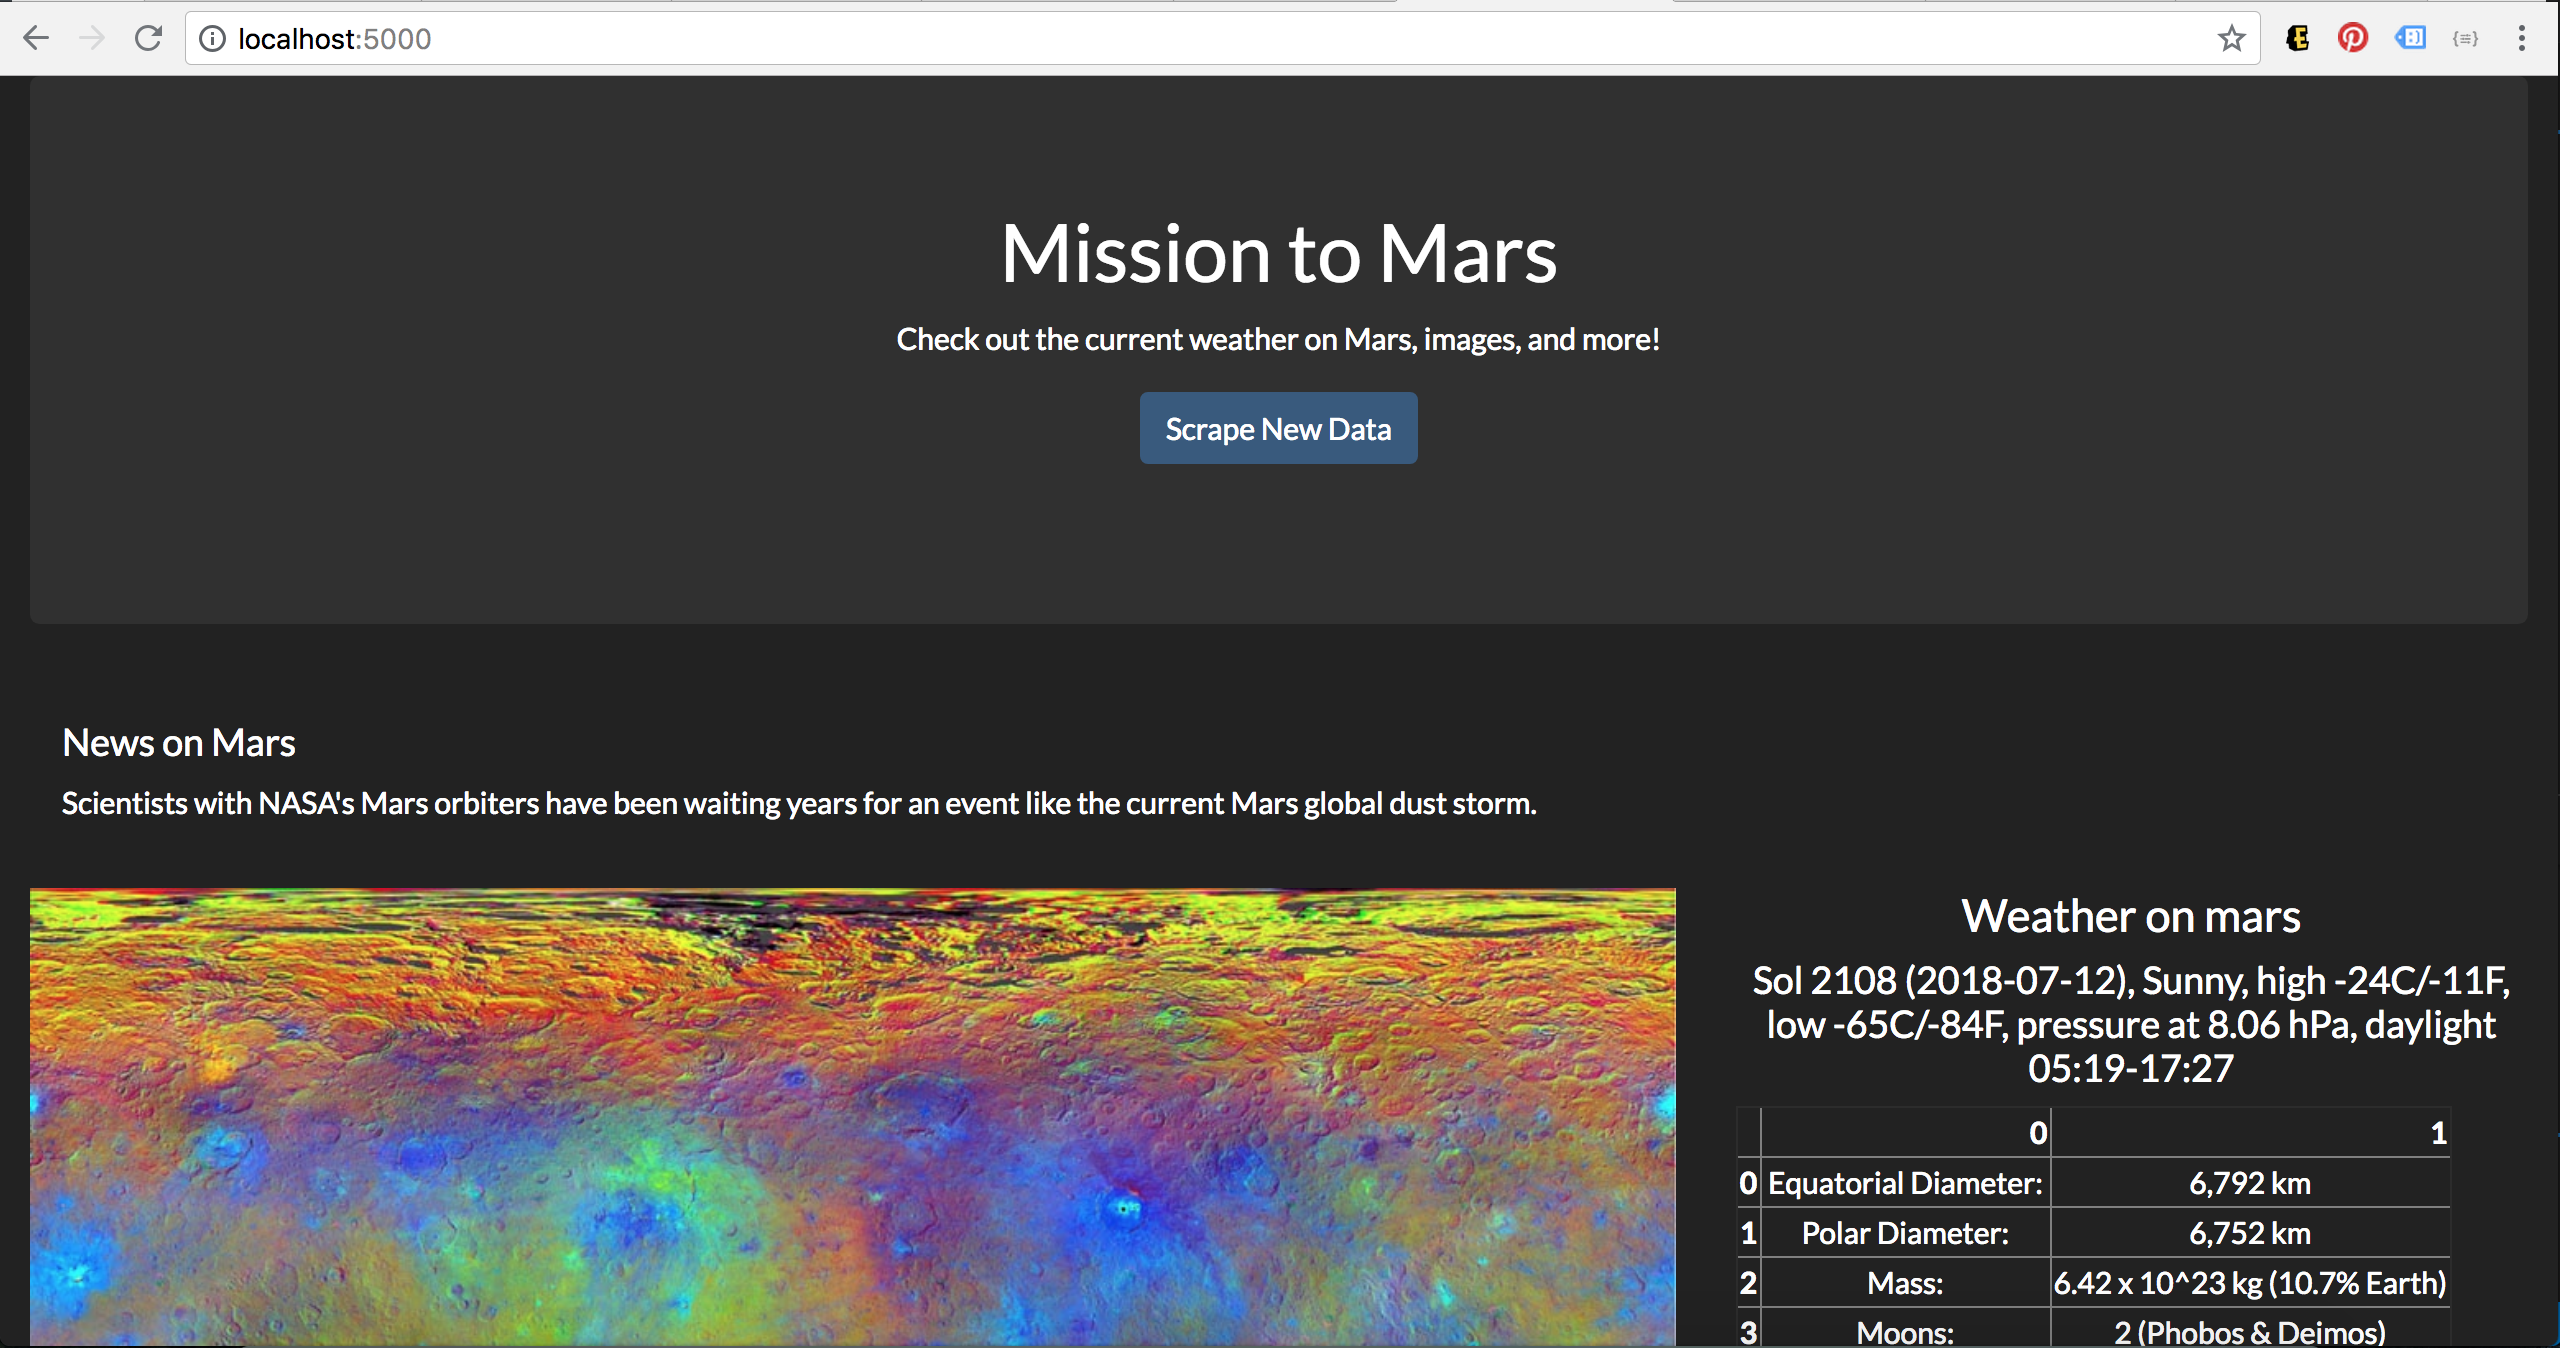 localhost:5000
Mission to Mars
Check out the current weather on Mars, images, and more!
Scrape New Data
News on Mars
Scientists with NASA's Mars orbiters have been waiting years for an event like the current Mars global dust storm.
Weather on mars
Sol 2108 (2018-07-12), Sunny, high -24C/-11F,
low -65C/-84F, pressure at 8.06 hPa, daylight
05:19-17:27
0 1
0 Equatorial Diameter: 6,792 km
1 Polar Diameter: 6,752 km
2 Mass: 6.42 x 10^23 kg (10.7% Earth)
3 Moons: 2 (Phobos & Deimos)